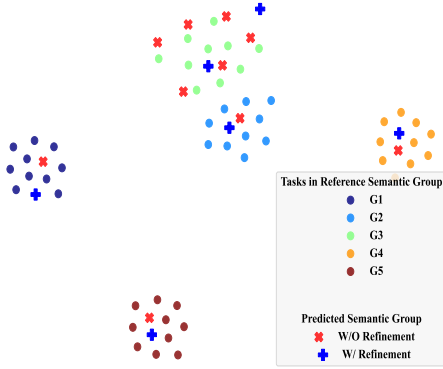 Tasks in Reference Semantic Group
G1
G2
G3
G4
G5
Predicted Semantic Group
W/O Refinement
W/ Refinement